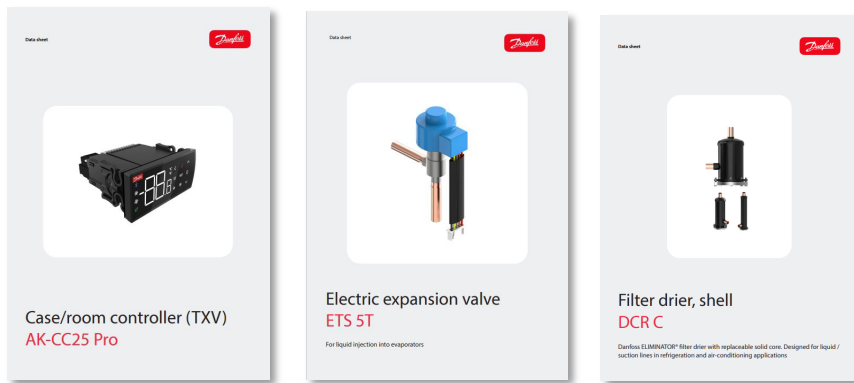 Data sheet
Danfoss
Case/room controller (TXV)
AK-CC25 Pro
Data sheet
Danfoss
Electric expansion valve
ETS 5T
For liquid injection into evaporators
Data sheet
Danfoss
Filter drier, shell
DCR C
Danfoss ELIMINATOR® filter drier with replaceable solid core. Designed for liquid /
suction lines in refrigeration and air-conditioning applications